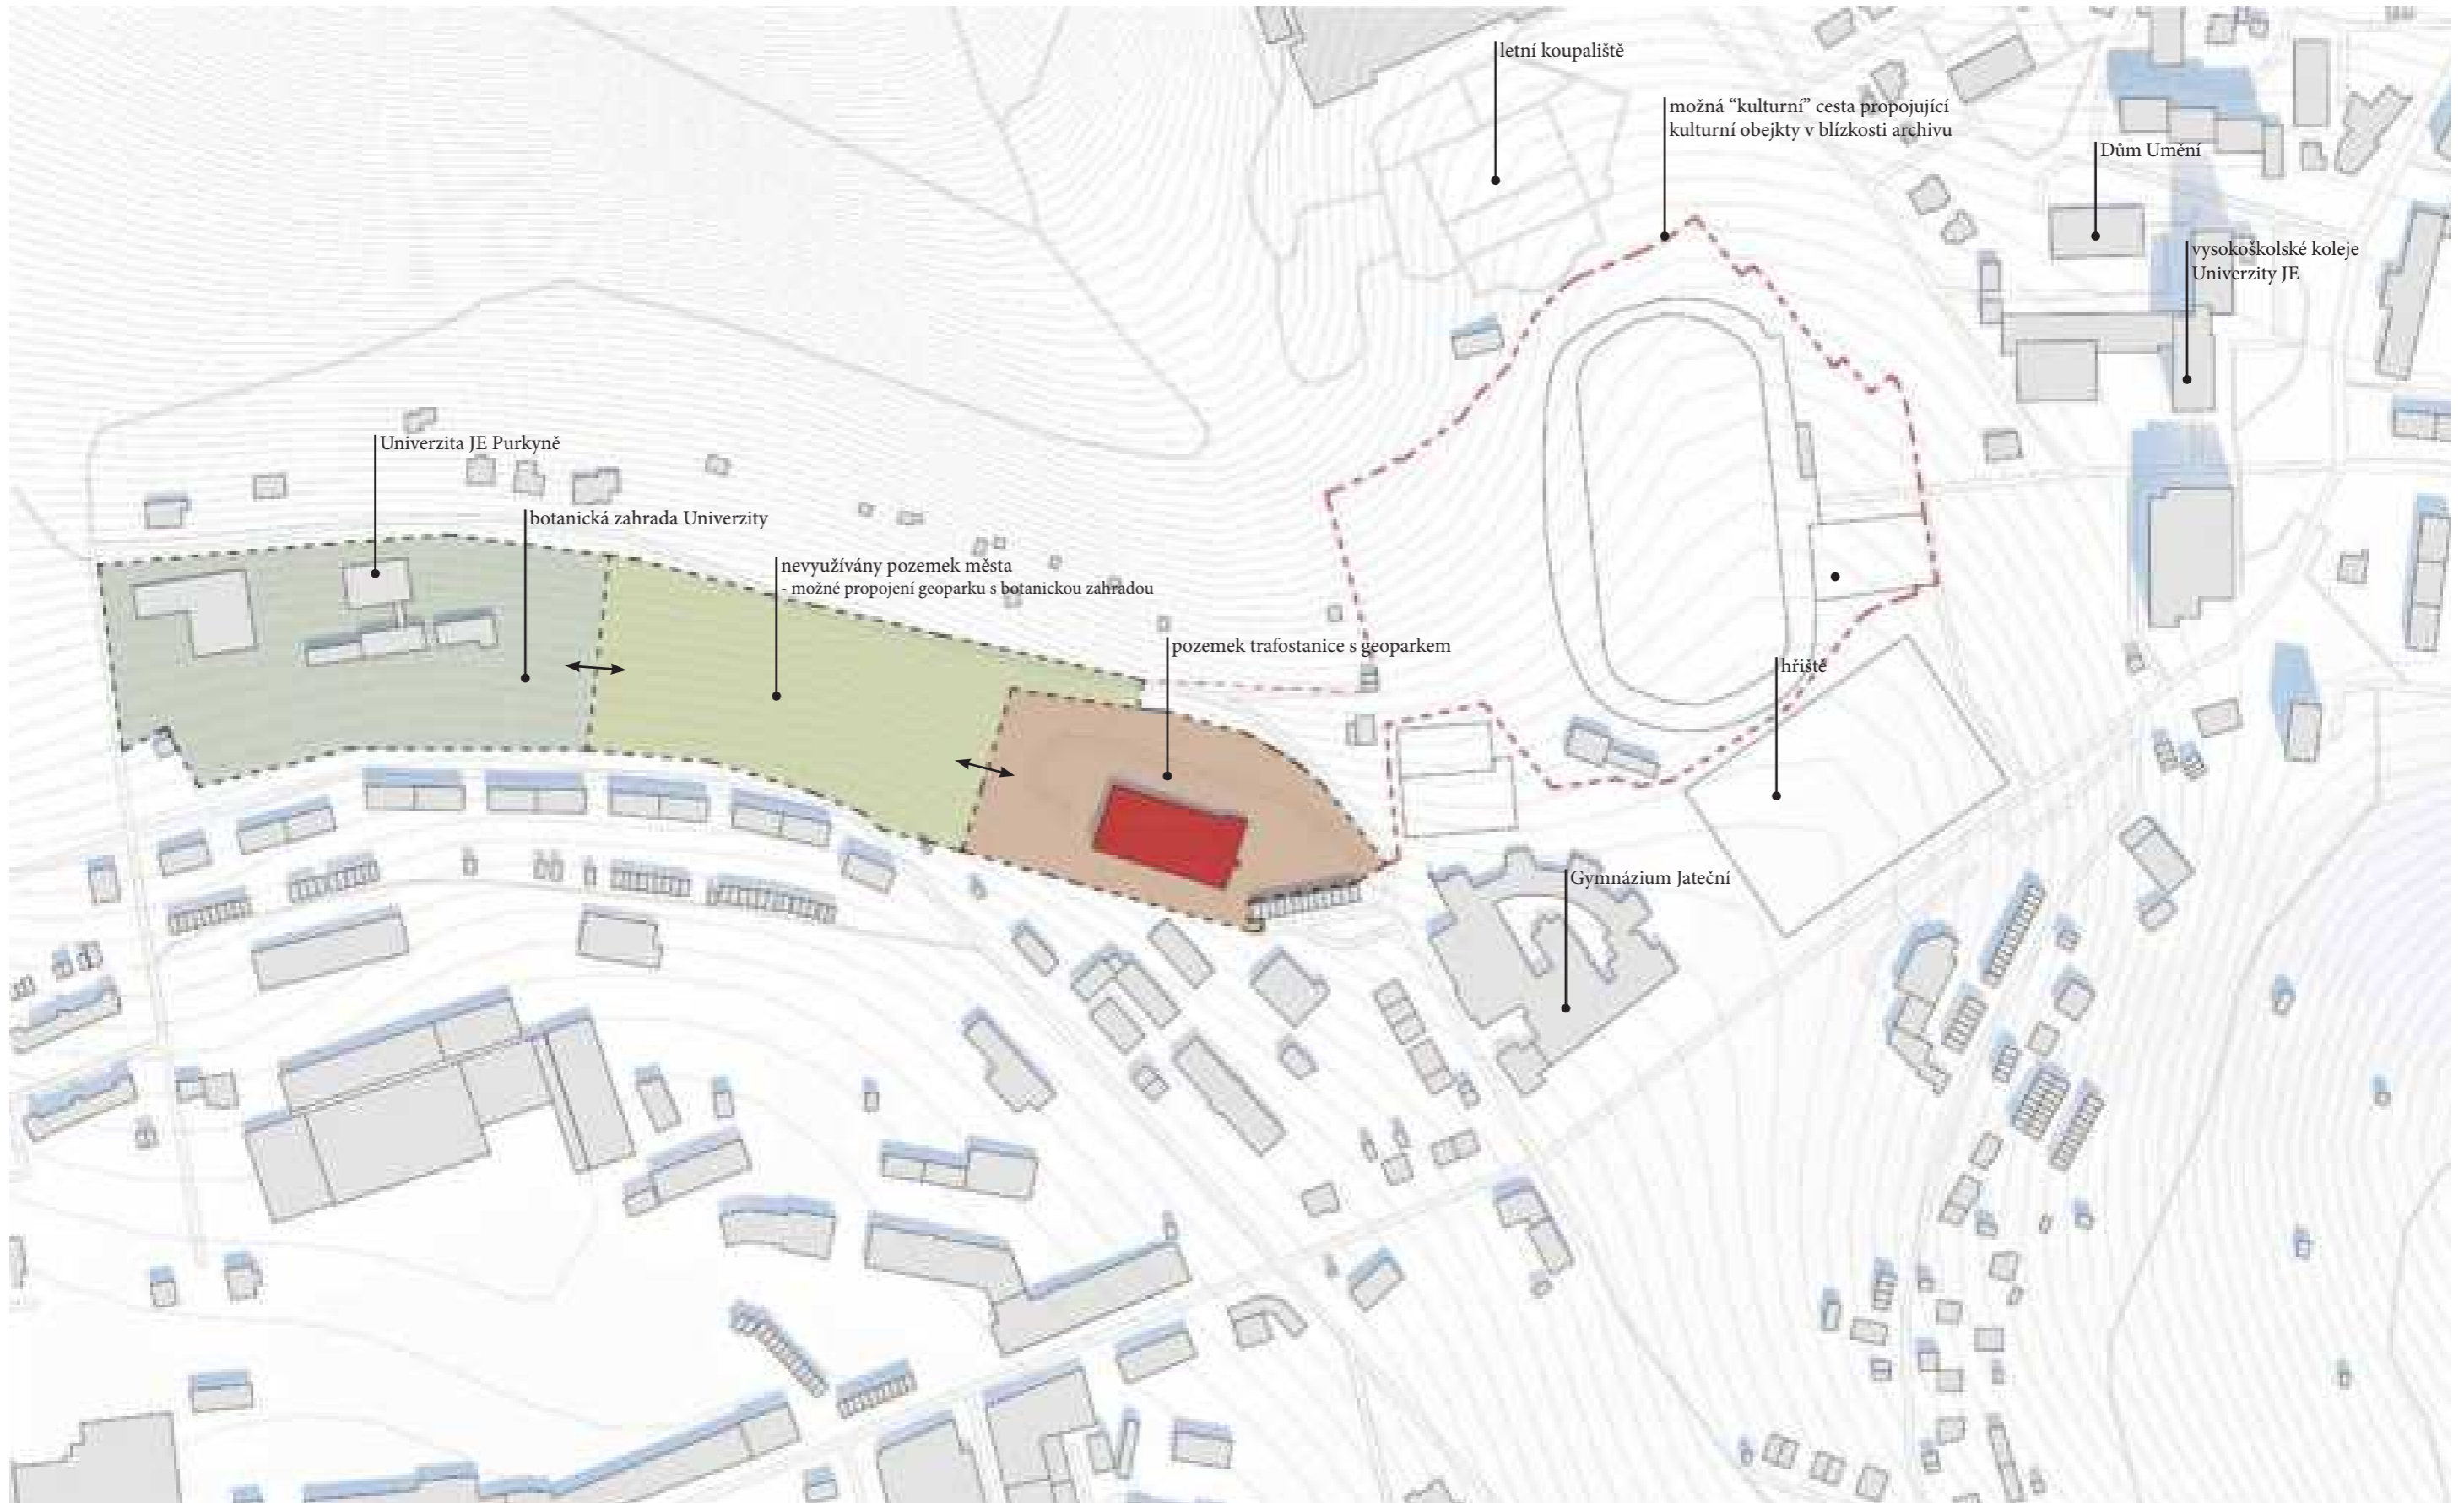 letní koupaliště
možná “kulturní” cesta propojující
kulturní obejkty v blízkosti archivu
Dům Umění
vysokoškolské koleje
Univerzity JE
Univerzita JE Purkyně
botanická zahrada Univerzity
nevyužívány pozemek města
- možné propojení geoparku s botanickou zahradou
pozemek trafostanice s geoparkem
hřiště
Gymnázium Jateční